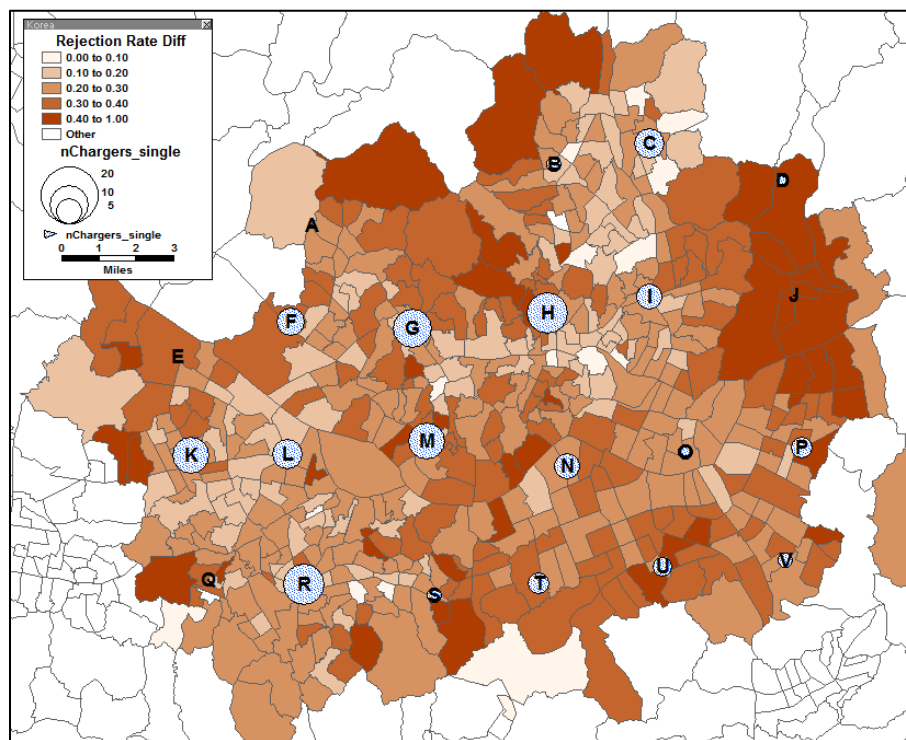 Korea
Rejection Rate Diff
0.00 to 0.10
0.10 to 0.20
0.20 to 0.30
0.30 to 0.40
0.40 to 1.00
Other
nChargers_single
20
10
5
nChargers_single
0 1 2 3
Miles
C
B
D
A
I
J
H
F
G
E
M
P
K
L
O
N
V
U
Q
T
R
S